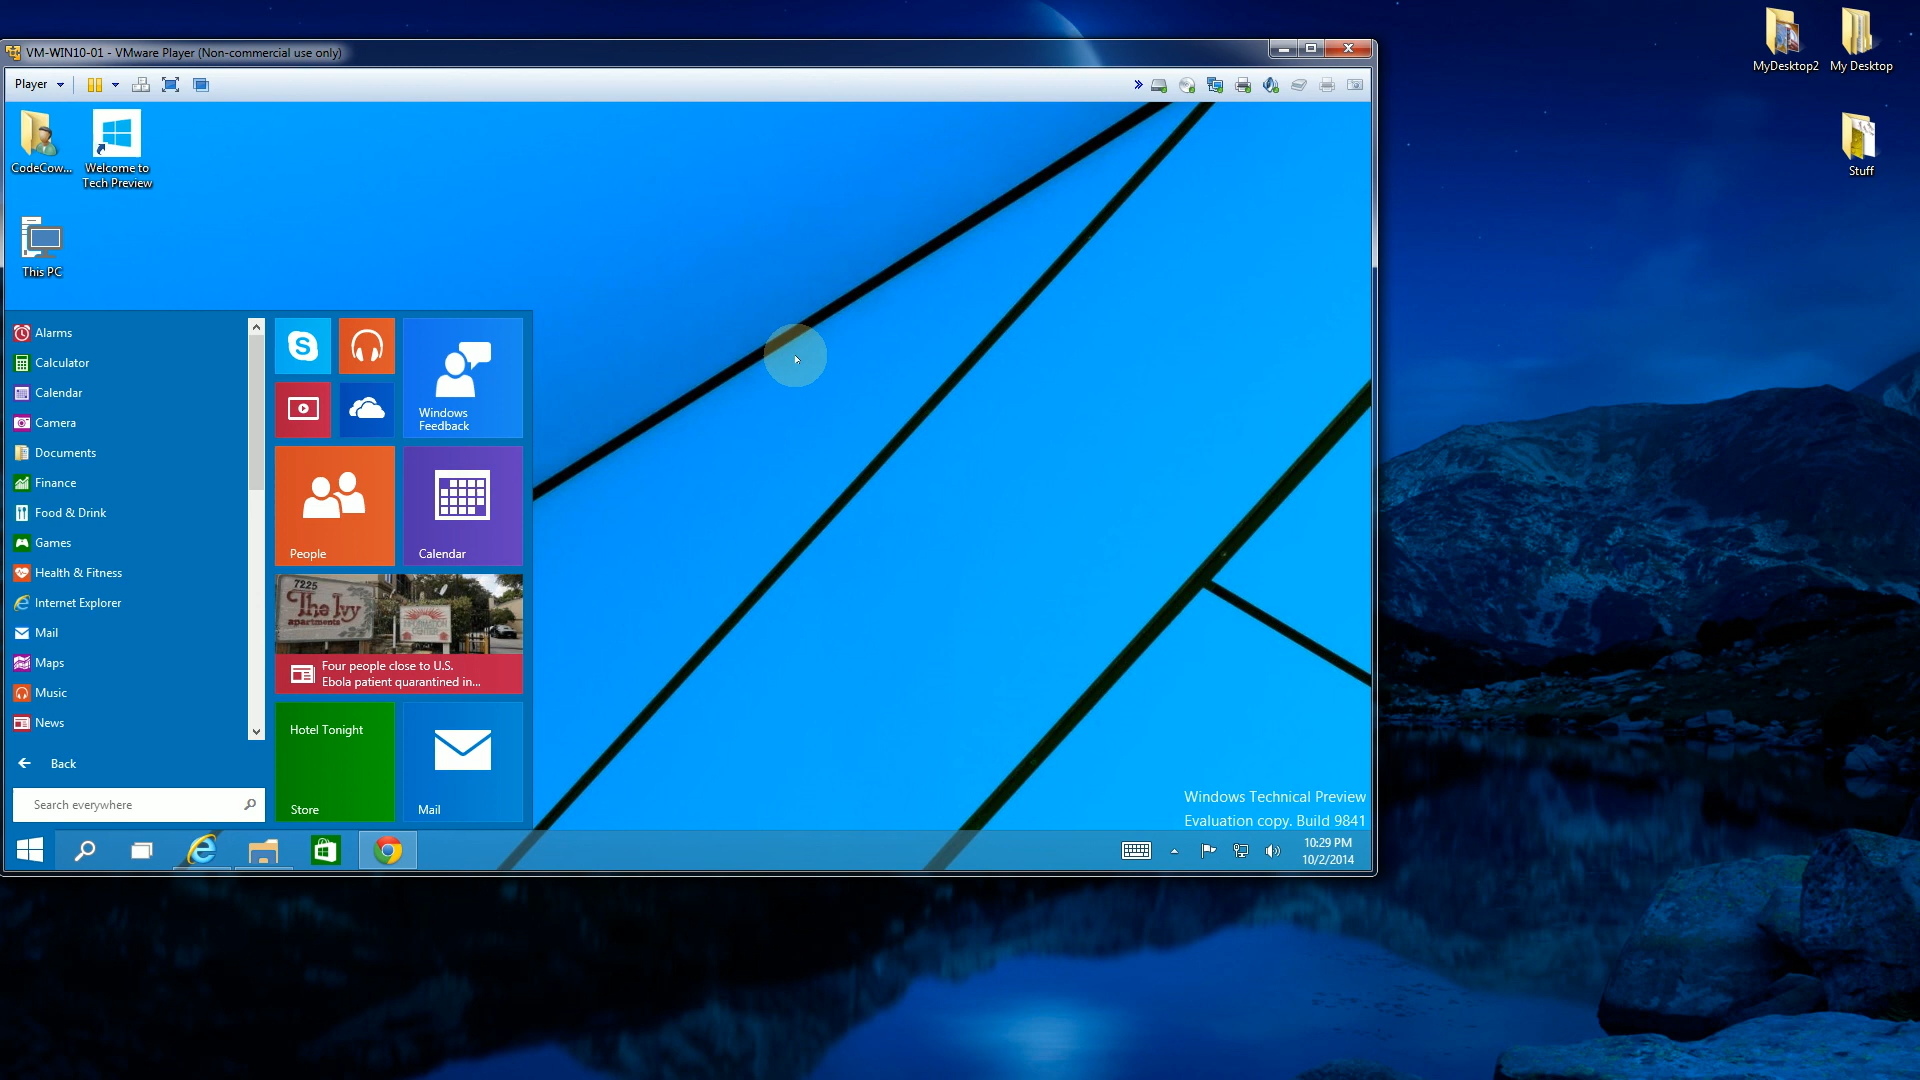 VM-WIN10-01 - VMware Player (Non-commercial use only)
MyDesktop2
My Desktop
Player
CodeCow...
Welcome to
Tech Preview
Stuff
This PC
Alarms
Calculator
Calendar
Camera
Documents
Finance
Food & Drink
Games
Health & Fitness
Internet Explorer
Mail
Maps
Music
News
Back
Search everywhere
Windows
Feedback
People
Calendar
7225
The Ivy
apartments
INFORMATION
CENTER
Four people close to U.S.
Ebola patient quarantined in...
Hotel Tonight
Store
Mail
Windows Technical Preview
Evaluation copy. Build 9841
10:29 PM
10/2/2014